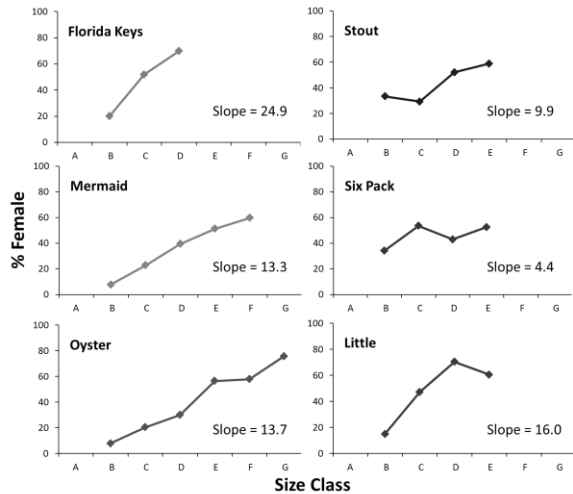 Florida Keys
100
80
60
40
20
0
Slope = 24.9
A B C D E F G
Stout
100
80
60
40
20
0
Slope = 9.9
A B C D E F G
Mermaid
100
80
60
40
20
0
Slope = 13.3
A B C D E F G
Six Pack
100
80
60
40
20
0
Slope = 4.4
A B C D E F G
Oyster
100
80
60
40
20
0
Slope = 13.7
A B C D E F G
Little
100
80
60
40
20
0
Slope = 16.0
A B C D E F G
% Female
Size Class